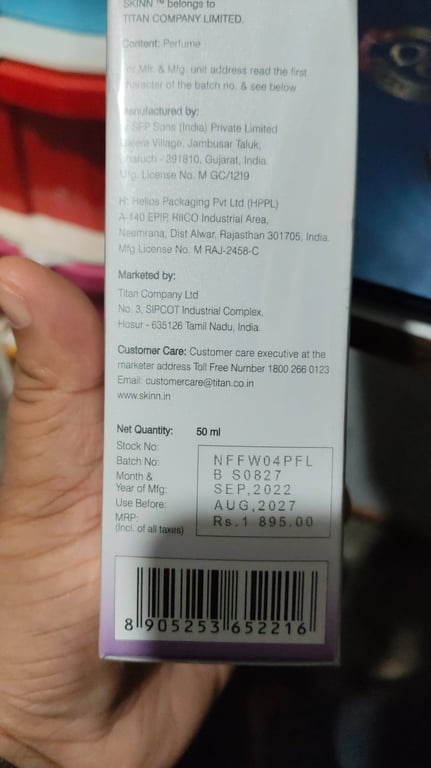 SKINN ™ belongs to
TITAN COMPANY LIMITED.
Content: Perfume
For Mfr. & Mfg. unit address read the first
character of the batch no. & see below
Manufactured by:
SFP Sons (India) Private Limited
Village, Jambusar Taluk,
Bharuch - 391810, Gujarat, India.
Mfg. License No. M GC/1219
H: Helios Packaging Pvt Ltd (HPPL)
A-140 EPIP, RIICO Industrial Area,
Neemrana, Dist Alwar, Rajasthan 301705, India.
Mfg License No. M RAJ-2458-C
Marketed by:
Titan Company Ltd
No. 3, SIPCOT Industrial Complex,
Hosur - 635126 Tamil Nadu, India.
Customer Care: Customer care executive at the
marketer address Toll Free Number 1800 266 0123
Email: customercare@titan.co.in
www.skinn.in
Net Quantity: 50 ml
Stock No: NFFW04PFL
Batch No: B S0827
Month &
Year of Mfg: SEP,2022
Use Before: AUG,2027
MRP: Rs.1 895.00
(Incl. of all taxes)
8 905253 652216